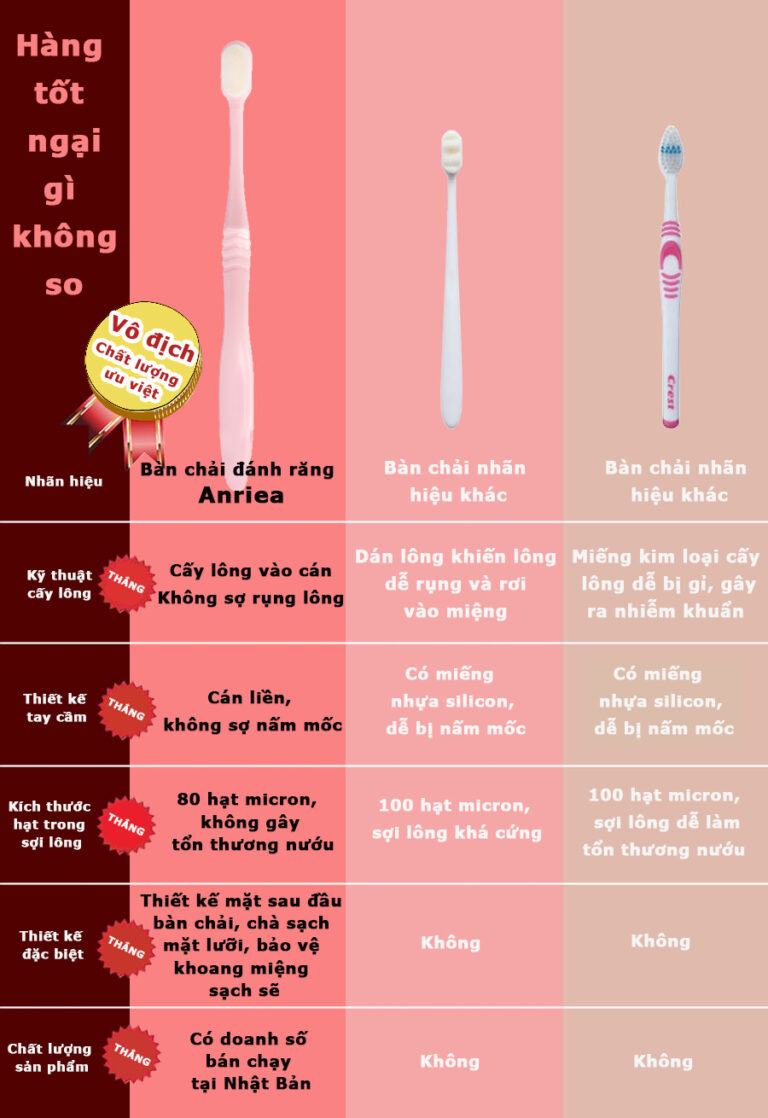 Hàng
tốt
ngại
gì
không
so
Vô địch
Chất lượng
ưu việt
Crest
Nhãn hiệu
Bàn chải đánh răng
Anriea
Bàn chải nhãn
hiệu khác
Bàn chải nhãn
hiệu khác
Kỹ thuật
cấy lông
THẮNG
Cấy lông vào cán
Không sợ rụng lông
Dán lông khiến lông
dễ rụng và rơi
vào miệng
Miếng kim loại cấy
lông dễ bị gỉ, gây
ra nhiễm khuẩn
Thiết kế
tay cầm
THẮNG
Cán liền,
không sợ nấm mốc
Có miếng
nhựa silicon,
dễ bị nấm mốc
Có miếng
nhựa silicon,
dễ bị nấm mốc
Kích thước
hạt trong
sợi lông
THẮNG
80 hạt micron,
không gây
tổn thương nướu
100 hạt micron,
sợi lông khá cứng
100 hạt micron,
sợi lông dễ làm
tổn thương nướu
Thiết kế
đặc biệt
THẮNG
Thiết kế mặt sau đầu
bàn chải, chà sạch
mặt lưỡi, bảo vệ
khoang miệng
sạch sẽ
Không
Không
Chất lượng
sản phẩm
THẮNG
Có doanh số
bán chạy
tại Nhật Bản
Không
Không